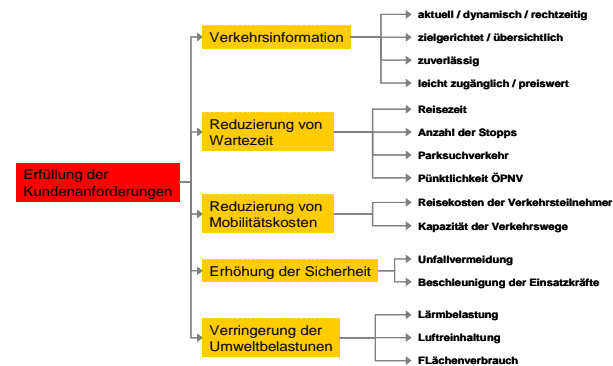 Erfüllung der
Kundenanforderungen
Verkehrsinformation
aktuell / dynamisch / rechtzeitig
zielgerichtet / übersichtlich
zuverlässig
leicht zugänglich / preiswert
Reduzierung von
Wartezeit
Reisezeit
Anzahl der Stopps
Parksuchverkehr
Pünktlichkeit ÖPNV
Reduzierung von
Mobilitätskosten
Reisekosten der Verkehrsteilnehmer
Kapazität der Verkehrswege
Erhöhung der Sicherheit
Unfallvermeidung
Beschleunigung der Einsatzkräfte
Verringerung der
Umweltbelastunen
Lärmbelastung
Luftreinhaltung
FLächenverbrauch